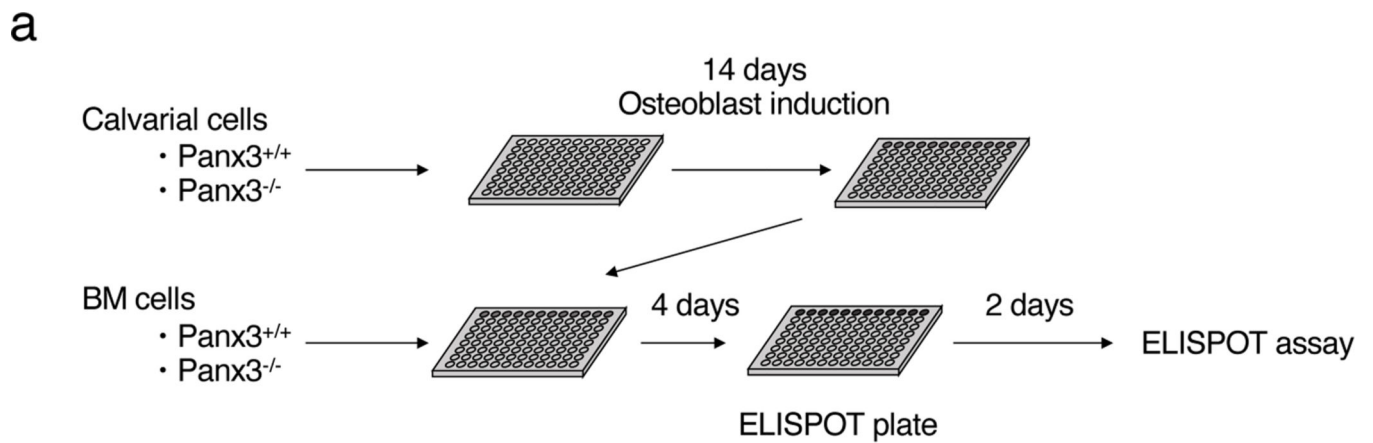 a
14 days
Osteoblast induction
Calvarial cells
・Panx3+/+
・Panx3-/-
BM cells
・Panx3+/+
・Panx3-/-
4 days
2 days
ELISPOT assay
ELISPOT plate